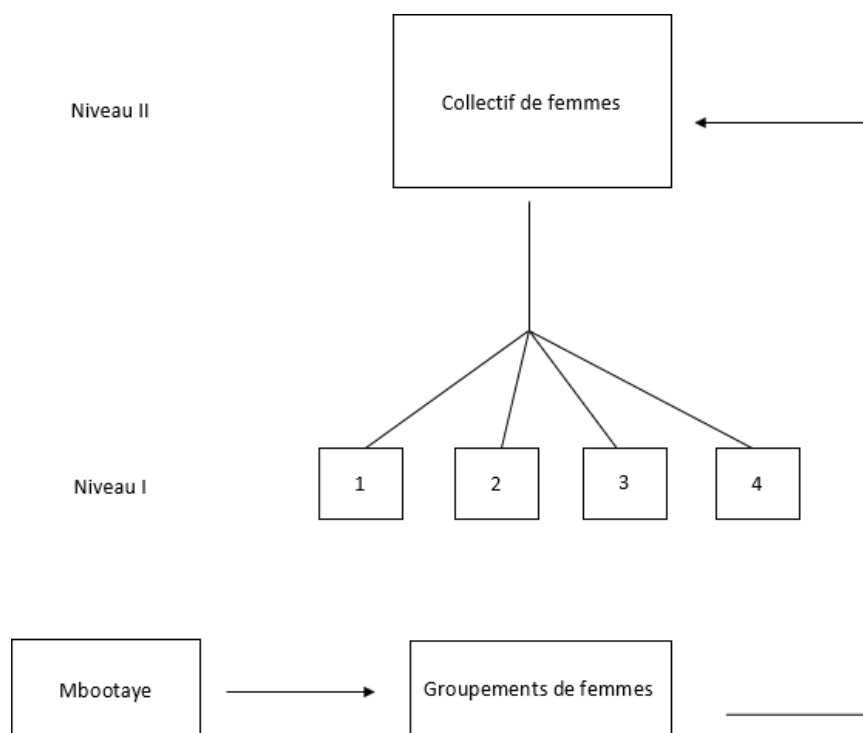 Niveau II
Collectif de femmes
Niveau I
1
2
3
4
Mbootaye
Groupements de femmes